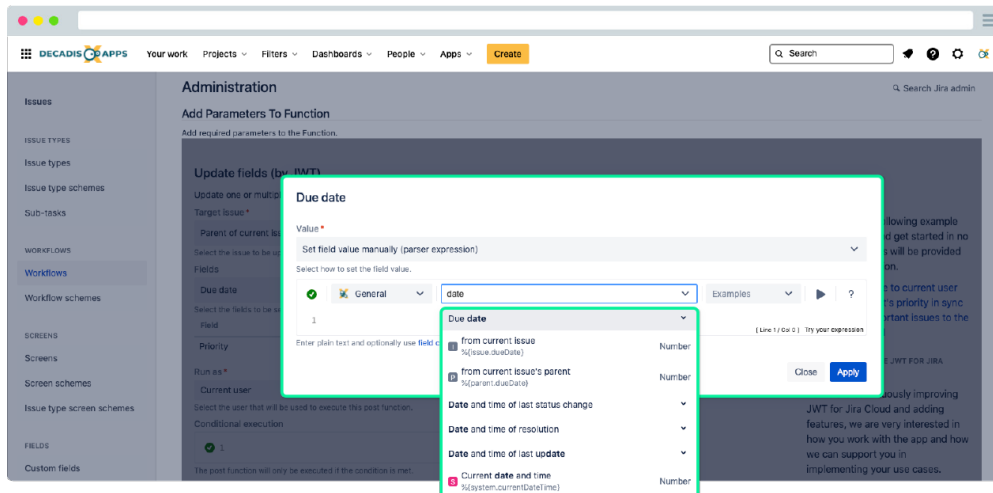 DECADIS APPS
Your work
Projects
Filters
Dashboards
People
Apps
Create
Search
Administration
Search Jira admin
Issues
ISSUE TYPES
Issue types
Issue type schemes
Sub-tasks
WORKFLOWS
Workflows
Workflow schemes
SCREENS
Screens
Screen schemes
Issue type screen schemes
FIELDS
Custom fields
Add Parameters To Function
Add required parameters to the Function.
Update fields (by JWT)
Update one or multip
Target issue *
Parent of current iss
Select the issue to be up
Fields
Due date
Select the fields to be s
Field
Priority
Run as *
Current user
Select the user that will be used to execute this post function.
Conditional execution
1
The post function will only be executed if the condition is met.
Due date
Value *
Set field value manually (parser expression)
Select how to set the field value.
General
date
Examples
?
1
[ Line 1 / Col 0 ] Try your expression
Enter plain text and optionally use field c
Close
Apply
Due date
from current issue
%{issue.dueDate}
Number
from current issue's parent
%{parent.dueDate}
Number
Date and time of last status change
Date and time of resolution
Date and time of last update
Current date and time
%{system.currentDateTime}
Number
llowing example
d get started in no
s will be provided
on.
e to current user
t's priority in sync
rtant issues to the
E JWT FOR JIRA
ously improving
JWT for Jira Cloud and adding
features, we are very interested in
how you work with the app and how
we can support you in
implementing your use cases.